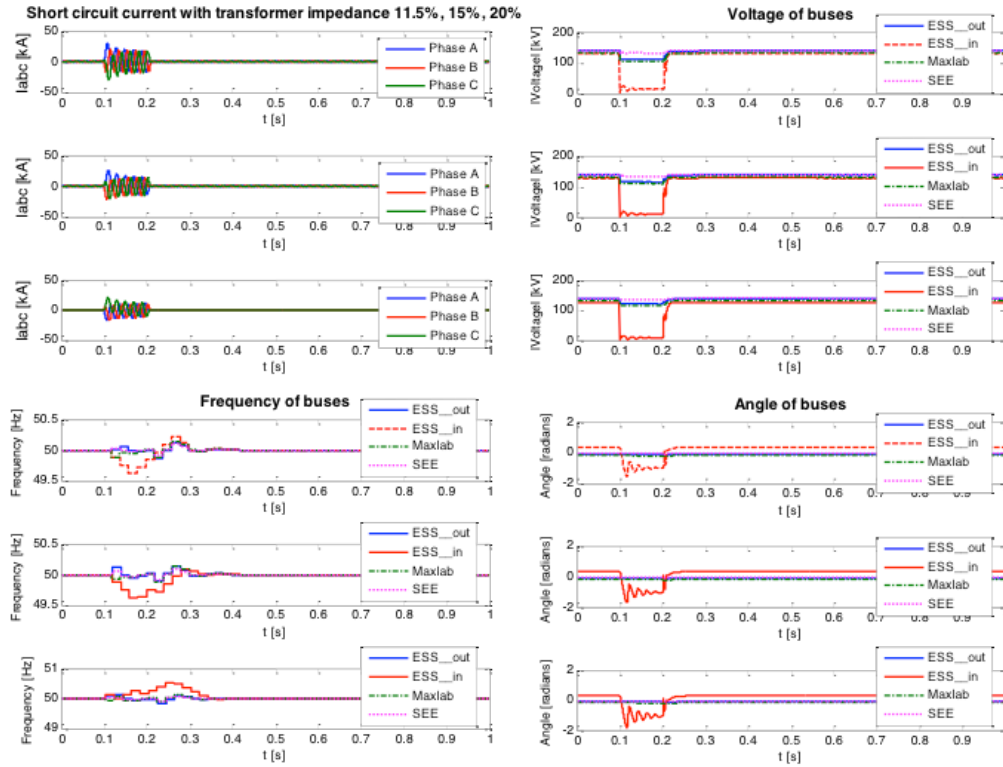 Short circuit current with transformer impedance 11.5%, 15%, 20%
Iabc [kA]
50
0
-50
0 0.1 0.2 0.3 0.4 0.5 0.6 0.7 0.8 0.9 1
t [s]
Phase A
Phase B
Phase C
Iabc [kA]
50
0
-50
0 0.1 0.2 0.3 0.4 0.5 0.6 0.7 0.8 0.9 1
t [s]
Phase A
Phase B
Phase C
Iabc [kA]
50
0
-50
0 0.1 0.2 0.3 0.4 0.5 0.6 0.7 0.8 0.9 1
t [s]
Phase A
Phase B
Phase C
Voltage of buses
IVoltageI [kV]
200
100
0
0 0.1 0.2 0.3 0.4 0.5 0.6 0.7 0.8 0.9
t [s]
ESS__out
ESS__in
Maxlab
SEE
IVoltageI [kV]
200
100
0
0 0.1 0.2 0.3 0.4 0.5 0.6 0.7 0.8 0.9
t [s]
ESS__out
ESS__in
Maxlab
SEE
IVoltageI [kV]
200
100
0
0 0.1 0.2 0.3 0.4 0.5 0.6 0.7 0.8 0.9
t [s]
ESS__out
ESS__in
Maxlab
SEE
Frequency of buses
Frequency [Hz]
50.5
50
49.5
0 0.1 0.2 0.3 0.4 0.5 0.6 0.7 0.8 0.9 1
t [s]
ESS__out
ESS__in
Maxlab
SEE
Frequency [Hz]
50.5
50
49.5
0 0.1 0.2 0.3 0.4 0.5 0.6 0.7 0.8 0.9 1
t [s]
ESS__out
ESS__in
Maxlab
SEE
Frequency [Hz]
51
50
49
0 0.1 0.2 0.3 0.4 0.5 0.6 0.7 0.8 0.9 1
t [s]
ESS__out
ESS__in
Maxlab
SEE
Angle of buses
Angle [radians]
2
0
-2
0 0.1 0.2 0.3 0.4 0.5 0.6 0.7 0.8 0.9
t [s]
ESS__out
ESS__in
Maxlab
SEE
Angle [radians]
2
0
-2
0 0.1 0.2 0.3 0.4 0.5 0.6 0.7 0.8 0.9
t [s]
ESS__out
ESS__in
Maxlab
SEE
Angle [radians]
2
0
-2
0 0.1 0.2 0.3 0.4 0.5 0.6 0.7 0.8 0.9
t [s]
ESS__out
ESS__in
Maxlab
SEE